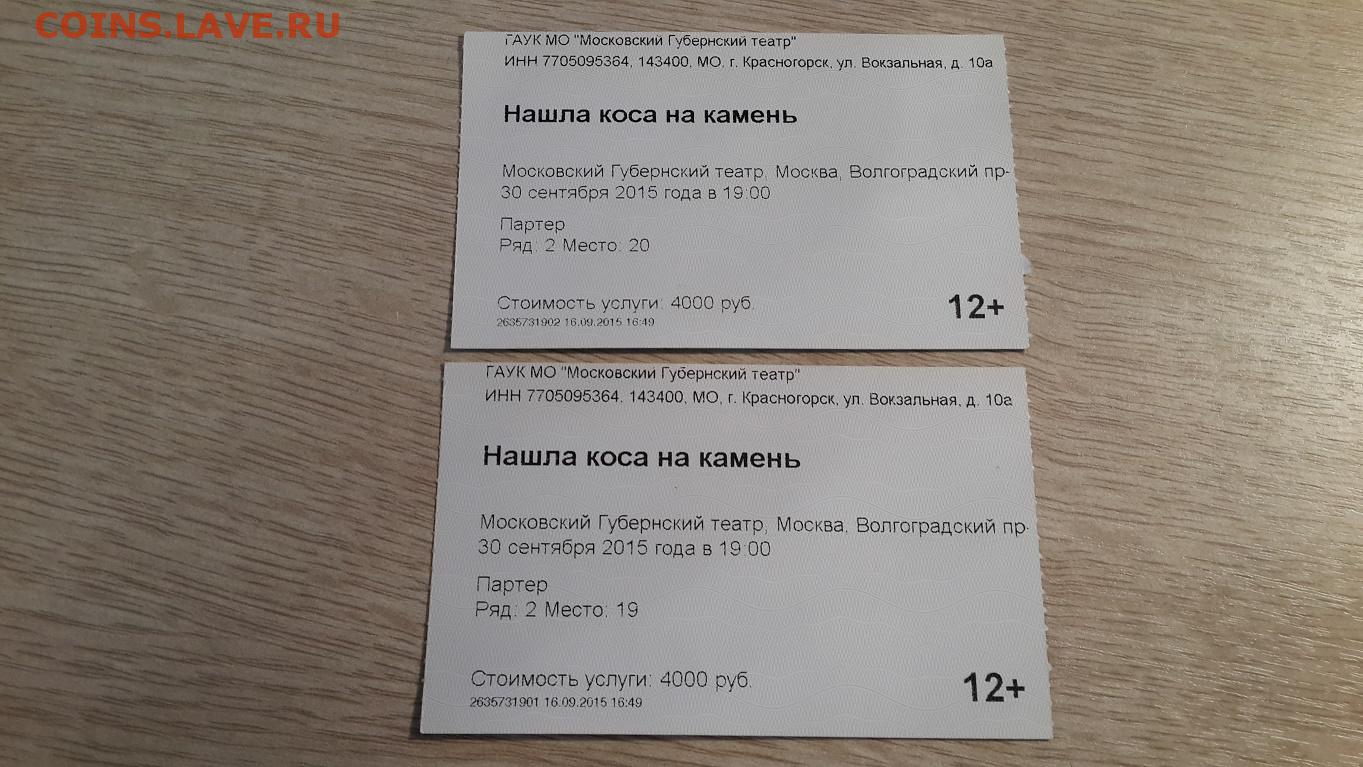 COINS.LAVE.RU
ГАУК МО "Московский Губернский театр"
ИНН 7705095364, 143400, МО, г. Красногорск, ул. Вокзальная, д. 10а
Нашла коса на камень
Московский Губернский театр, Москва, Волгоградский пр-
30 сентября 2015 года в 19:00
Партер
Ряд: 2 Место: 20
Стоимость услуги: 4000 руб.
12+
2635731902 16.09.2015 16:49
ГАУК МО "Московский Губернский театр"
ИНН 7705095364, 143400, МО, г. Красногорск, ул. Вокзальная, д. 10а
Нашла коса на камень
Московский Губернский театр, Москва, Волгоградский пр-
30 сентября 2015 года в 19:00
Партер
Ряд: 2 Место: 19
Стоимость услуги: 4000 руб.
12+
2635731901 16.09.2015 16:49